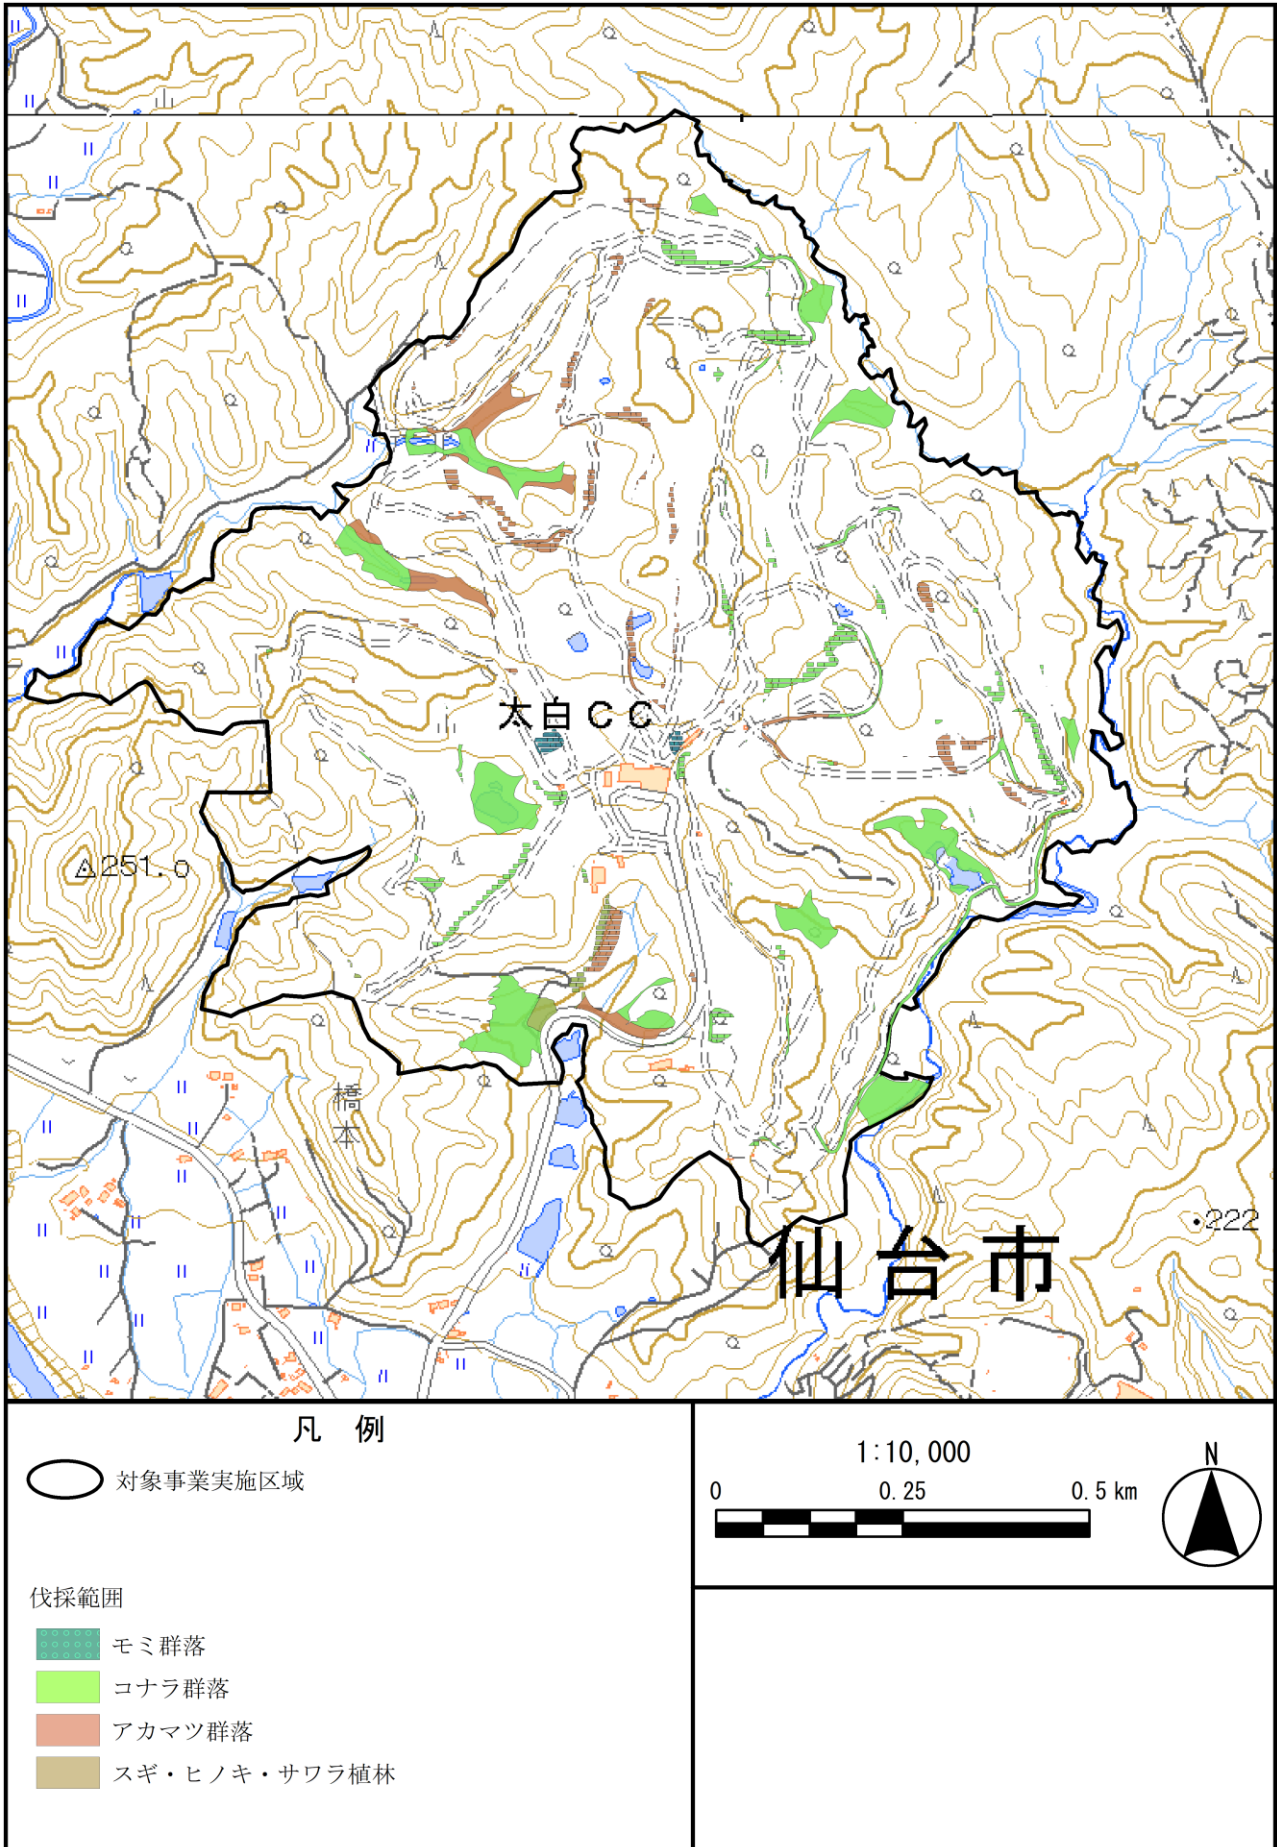 太白CC
251.0
橋本
222
仙台市
凡 例
対象事業実施区域
伐採範囲
モミ群落
コナラ群落
アカマツ群落
スギ・ヒノキ・サワラ植林
1:10,000
0 0.25 0.5 km
N